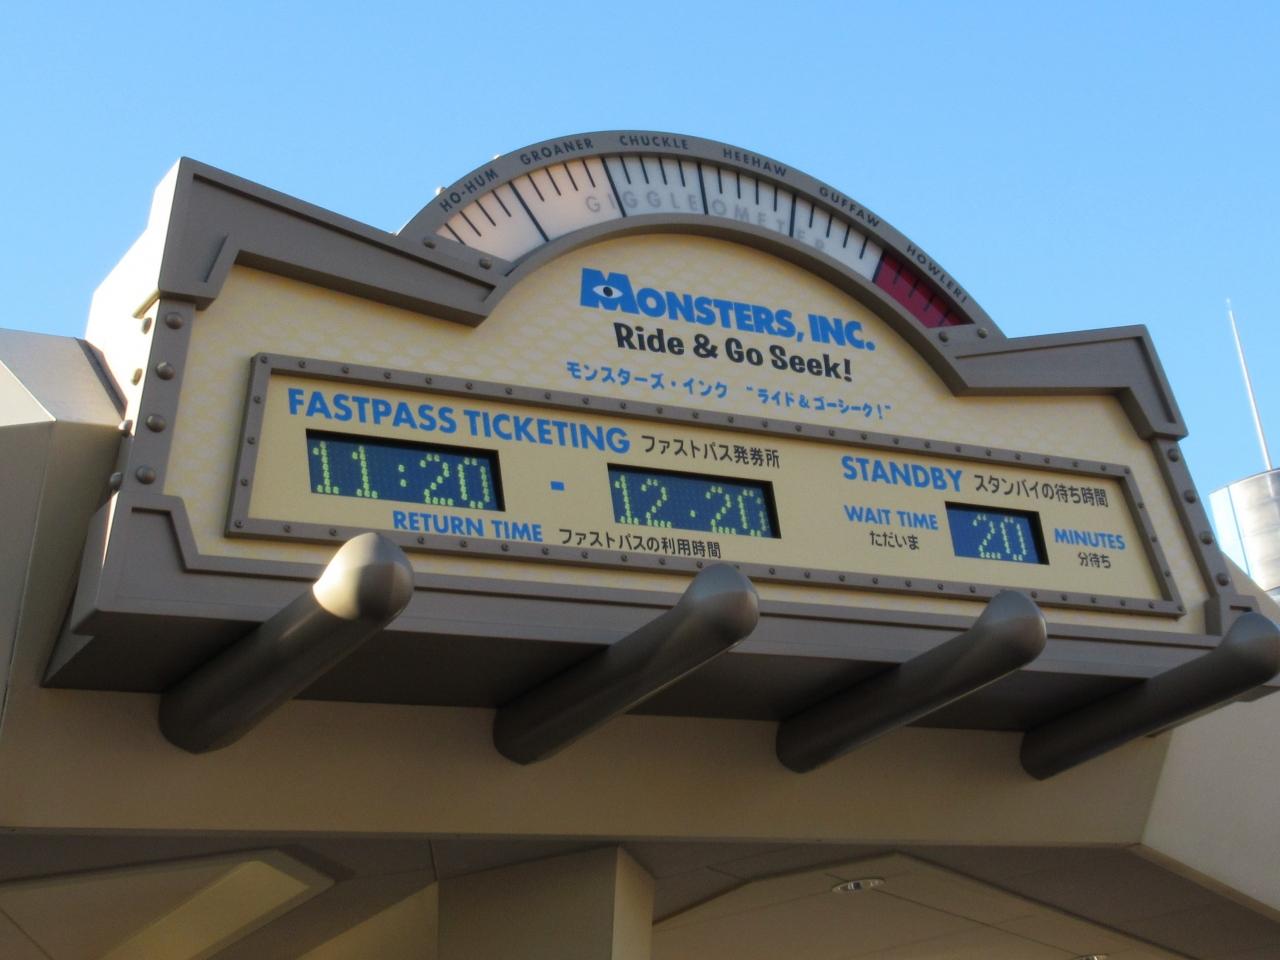 HO-HUM GROANER CHUCKLE HEEHAW GUFFAW HOWLER!
GIGGLE OMETER
MONSTERS, INC.
Ride & Go Seek!
モンスターズ・インク "ライド&ゴーシーク!"
FASTPASS TICKETING ファストパス発券所
11:20 - 12:20
RETURN TIME ファストパスの利用時間
STANDBY スタンバイの待ち時間
WAIT TIME 20 MINUTES
ただいま 分待ち